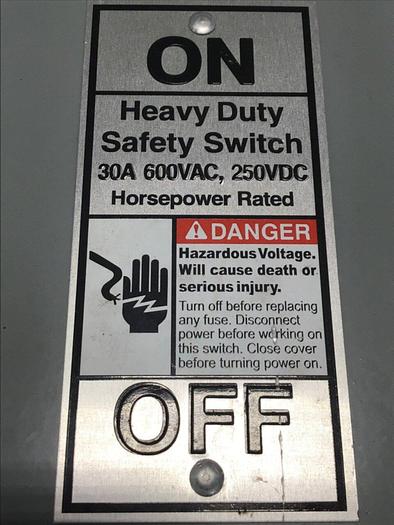 ON
Heavy Duty
Safety Switch
30A 600VAC, 250VDC
Horsepower Rated
DANGER
Hazardous Voltage.
Will cause death or
serious injury.
Turn off before replacing
any fuse. Disconnect
power before working on
this switch. Close cover
before turning power on.
OFF